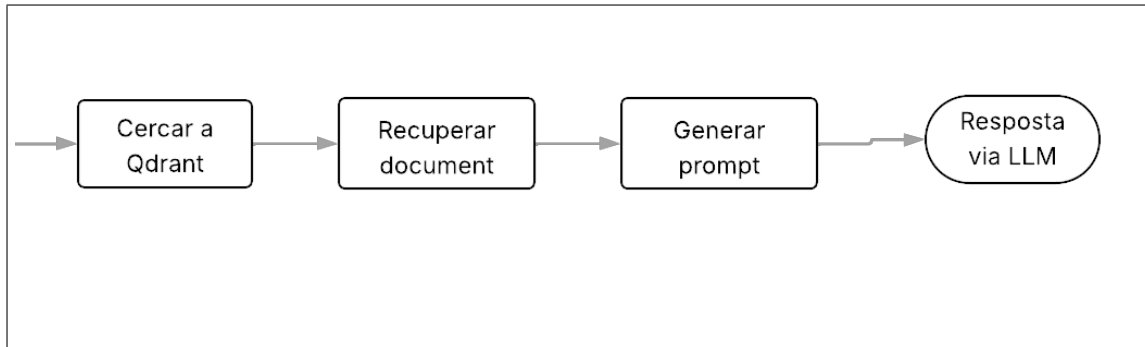 Cercar a
Qdrant
Recuperar
document
Generar
prompt
Resposta
via LLM